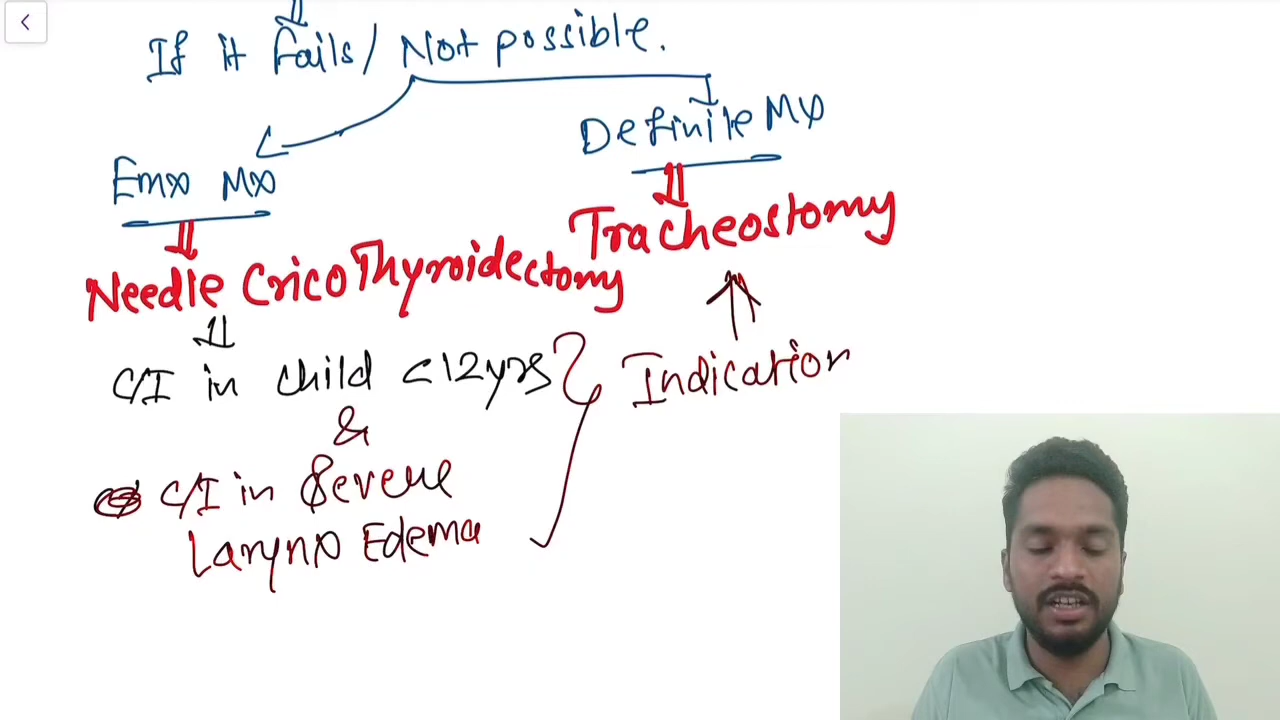 If it fails/ Not possible.
Definite Mx
Emx Mx
Tracheostomy
Needle CricoThyroidectomy
C/I in child <12yrs
Indication
&
C/I in Severe
Larynx Edema